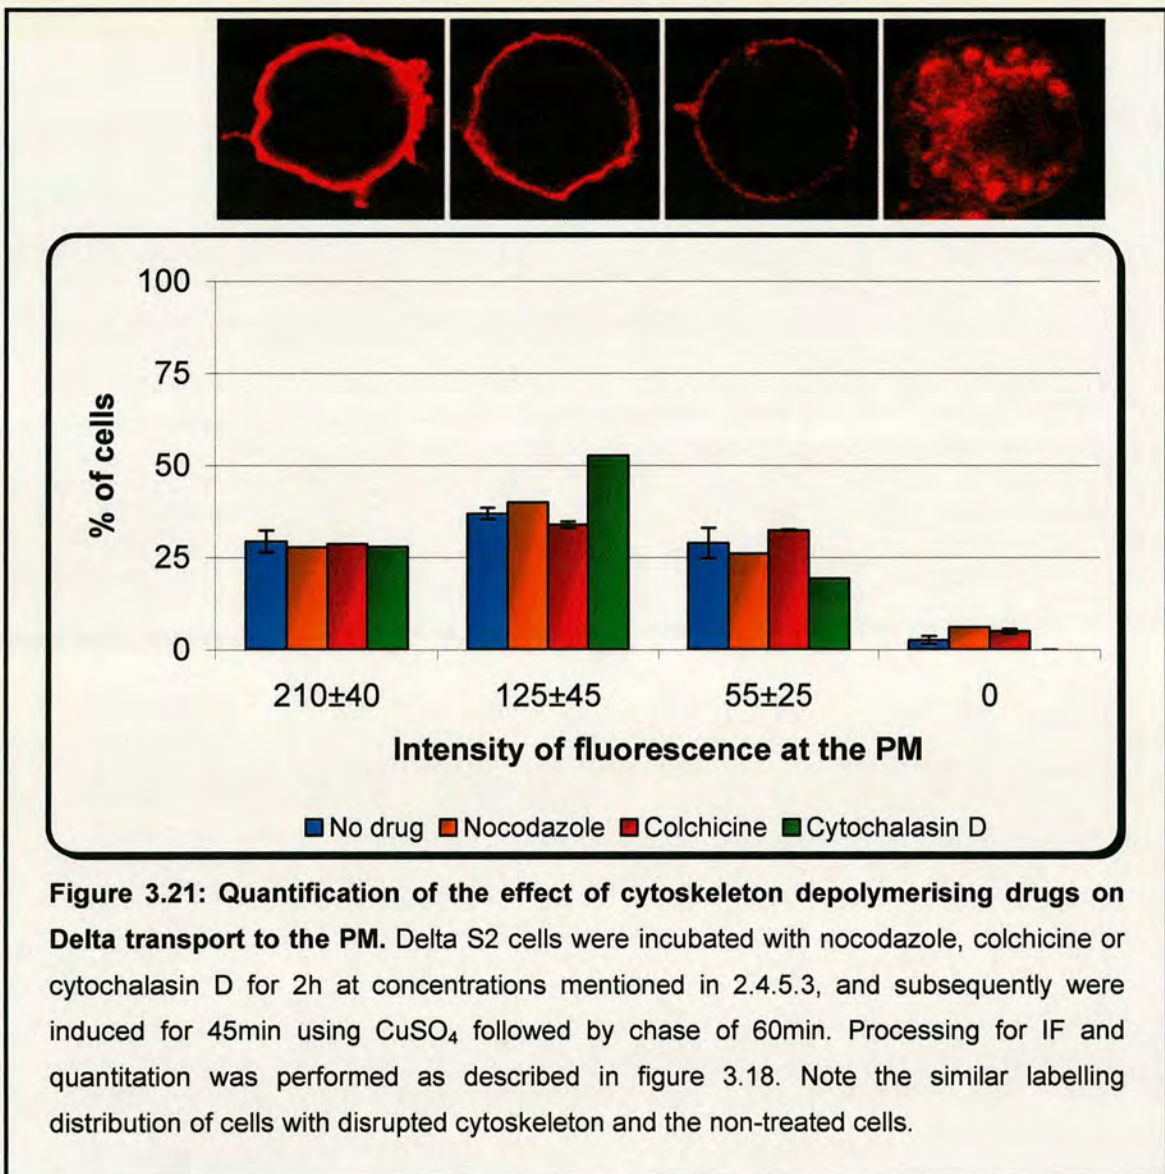 100
75
50
25
0
% of cells
210±40 125±45 55±25 0
Intensity of fluorescence at the PM
No drug Nocodazole Colchicine Cytochalasin D
Figure 3.21: Quantification of the effect of cytoskeleton depolymerising drugs on
Delta transport to the PM. Delta S2 cells were incubated with nocodazole, colchicine or
cytochalasin D for 2h at concentrations mentioned in 2.4.5.3, and subsequently were
induced for 45min using CuSO₄ followed by chase of 60min. Processing for IF and
quantitation was performed as described in figure 3.18. Note the similar labelling
distribution of cells with disrupted cytoskeleton and the non-treated cells.